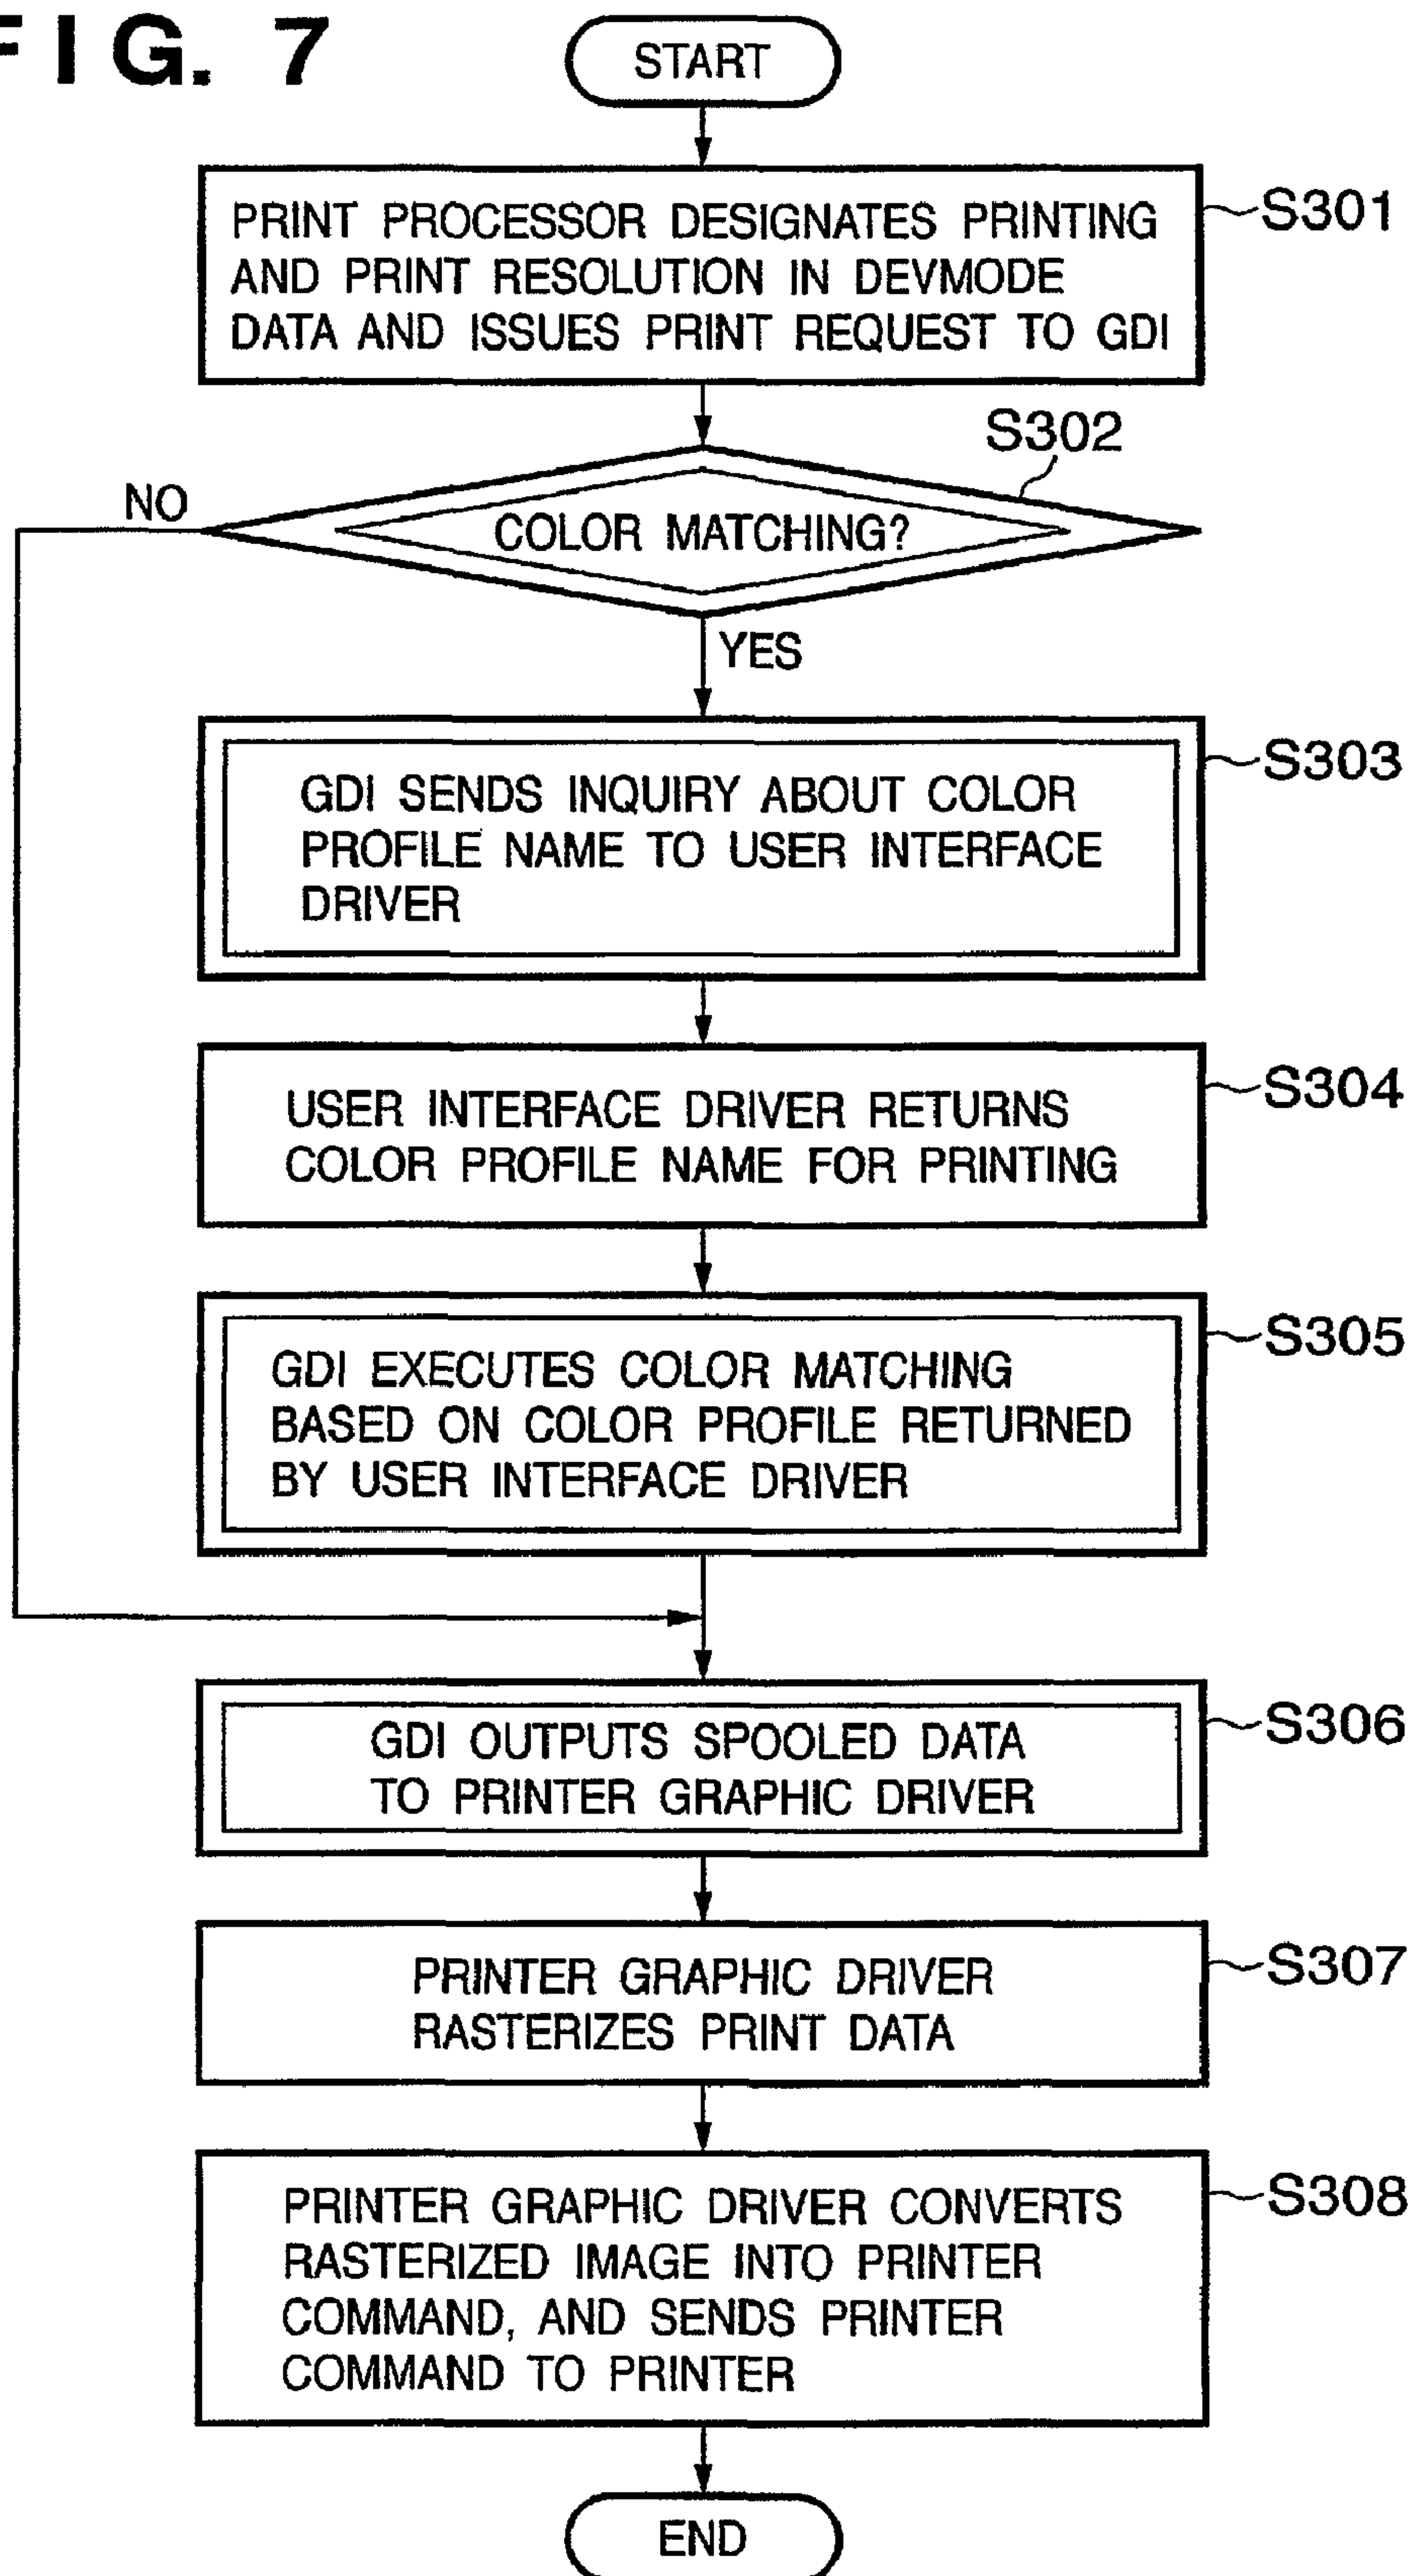 FIG. 7
START
PRINT PROCESSOR DESIGNATES PRINTING
AND PRINT RESOLUTION IN DEVMODE
DATA AND ISSUES PRINT REQUEST TO GDI
S301
S302
NO
COLOR MATCHING?
YES
GDI SENDS INQUIRY ABOUT COLOR
PROFILE NAME TO USER INTERFACE
DRIVER
S303
USER INTERFACE DRIVER RETURNS
COLOR PROFILE NAME FOR PRINTING
S304
GDI EXECUTES COLOR MATCHING
BASED ON COLOR PROFILE RETURNED
BY USER INTERFACE DRIVER
S305
GDI OUTPUTS SPOOLED DATA
TO PRINTER GRAPHIC DRIVER
S306
PRINTER GRAPHIC DRIVER
RASTERIZES PRINT DATA
S307
PRINTER GRAPHIC DRIVER CONVERTS
RASTERIZED IMAGE INTO PRINTER
COMMAND, AND SENDS PRINTER
COMMAND TO PRINTER
S308
END